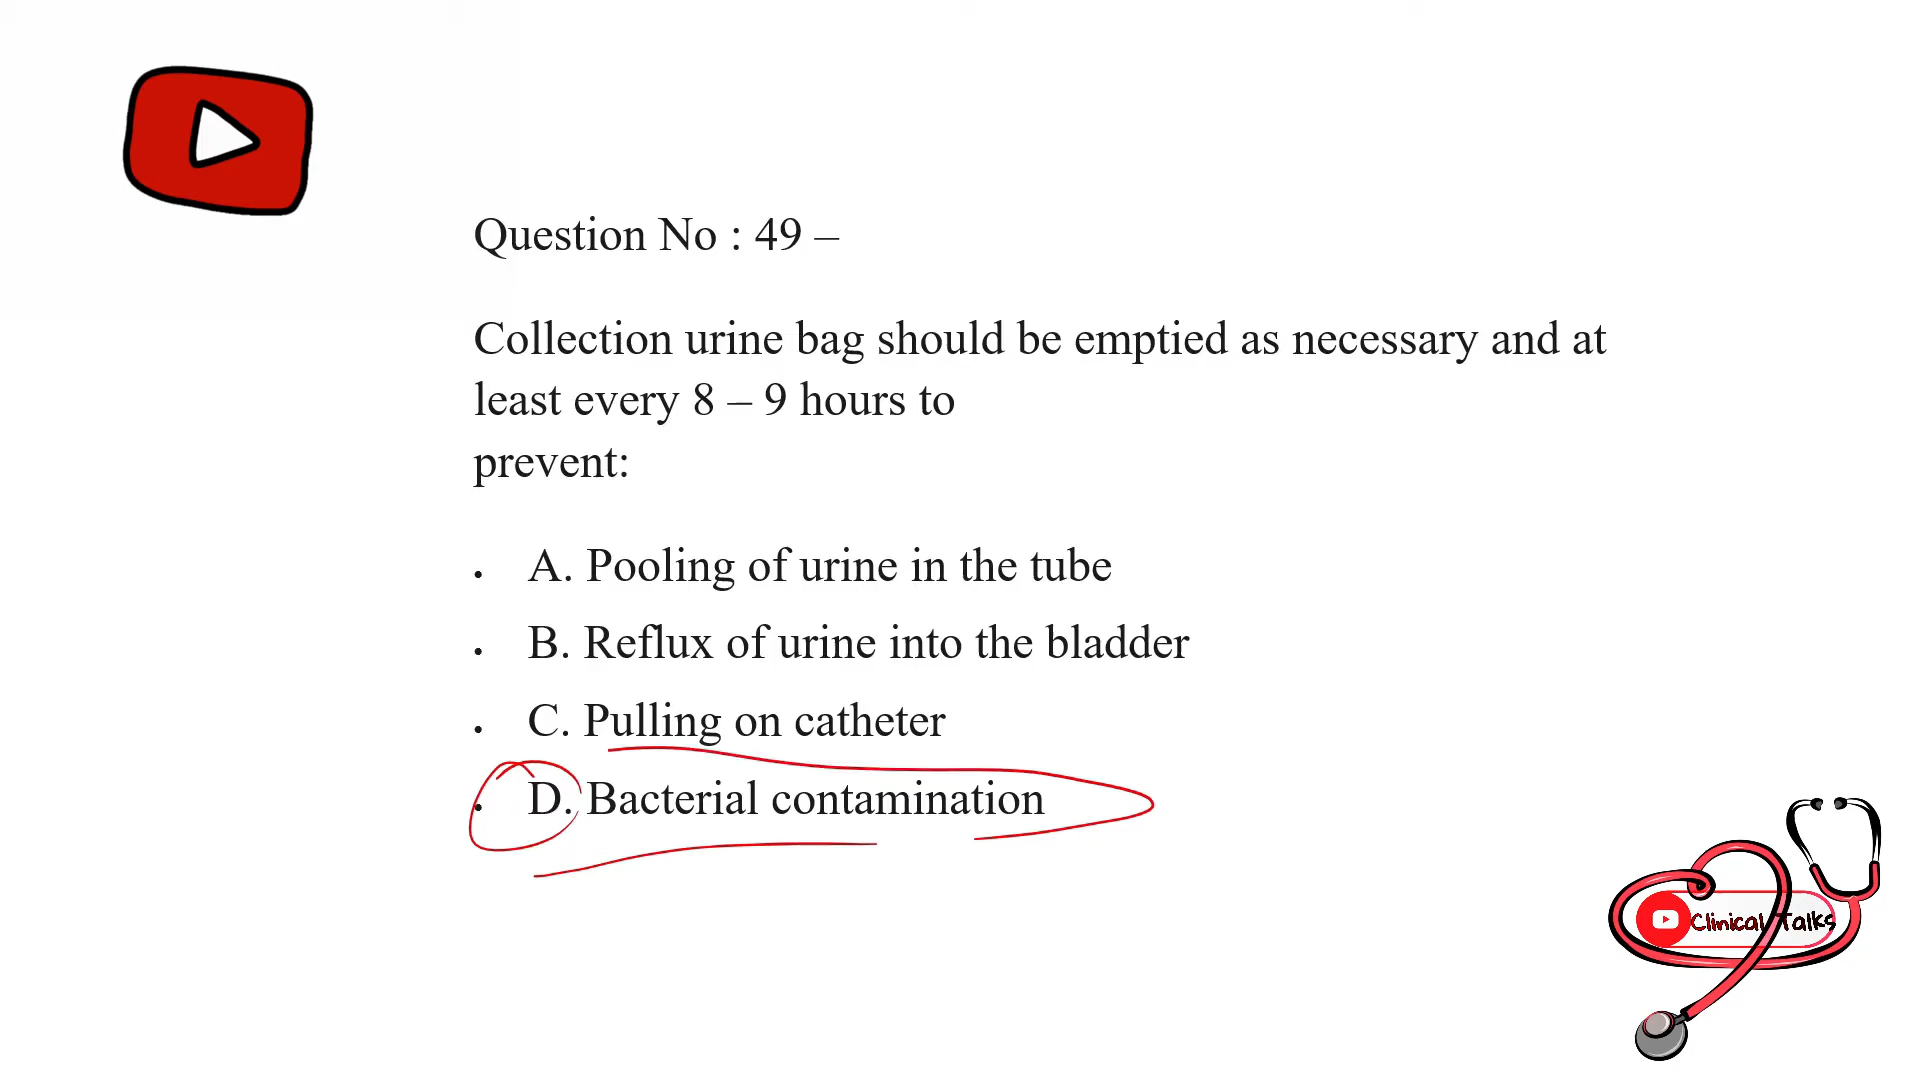 Question No : 49 –
Collection urine bag should be emptied as necessary and at
least every 8 – 9 hours to
prevent:
• A. Pooling of urine in the tube
• B. Reflux of urine into the bladder
• C. Pulling on catheter
• D. Bacterial contamination
Clinical Talks